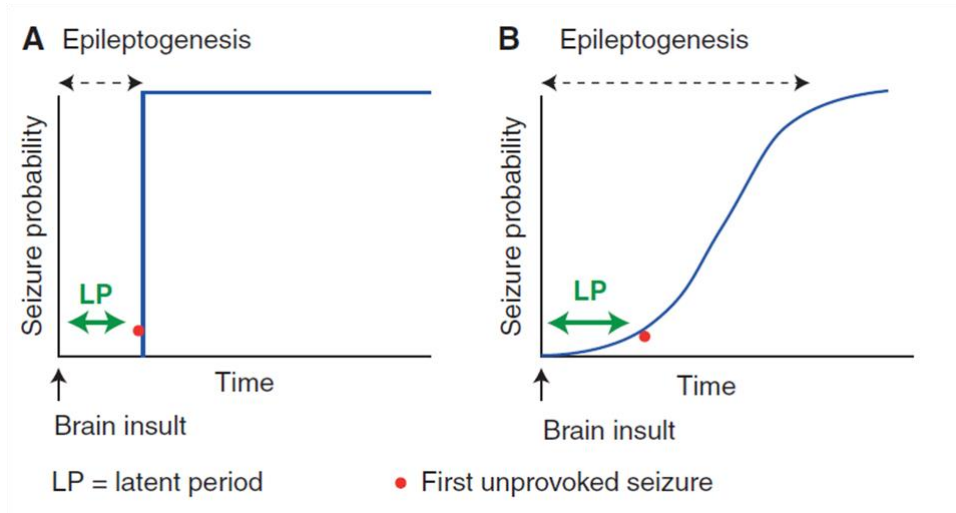 A Epileptogenesis
Seizure probability
LP
Time
Brain insult
B Epileptogenesis
Seizure probability
LP
Time
Brain insult
LP = latent period
First unprovoked seizure